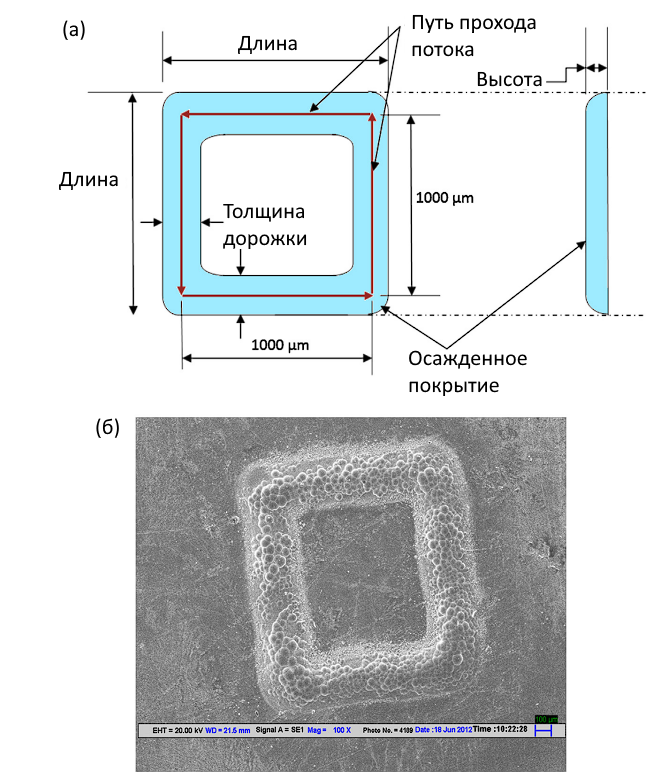 (а)
Длина
Путь прохода
потока
Высота
Длина
Толщина
дорожки
1000 µm
1000 µm
Осажденное
покрытие
(б)
100 µm
EHT = 20.00 kV WD = 21.5 mm Signal A = SE1 Mag = 100 X Photo No. = 4109 Date :18 Jun 2012 Time :10:22:28